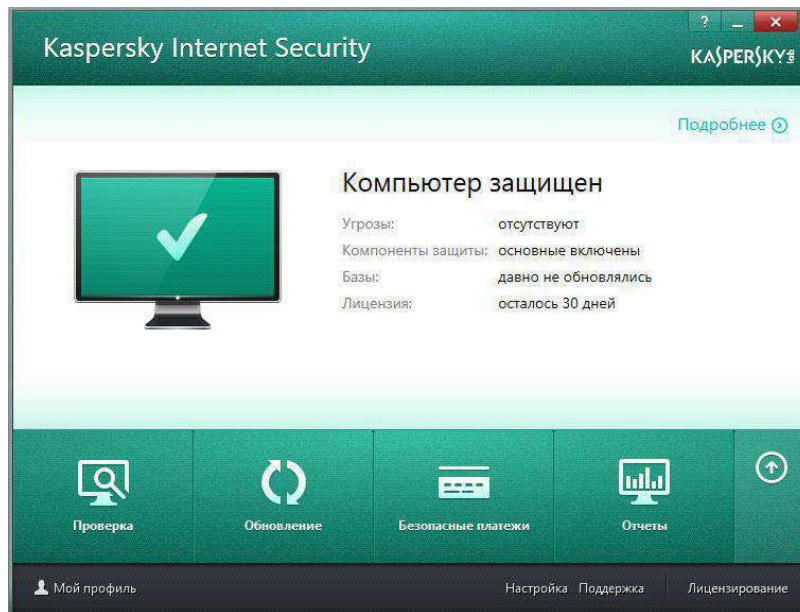 ?
Kaspersky Internet Security
KASPERSKY
Подробнее
Компьютер защищен
Угрозы: отсутствуют
Компоненты защиты: основные включены
Базы: давно не обновлялись
Лицензия: осталось 30 дней
Проверка
Обновление
Безопасные платежи
Отчеты
Мой профиль
Настройка
Поддержка
Лицензирование